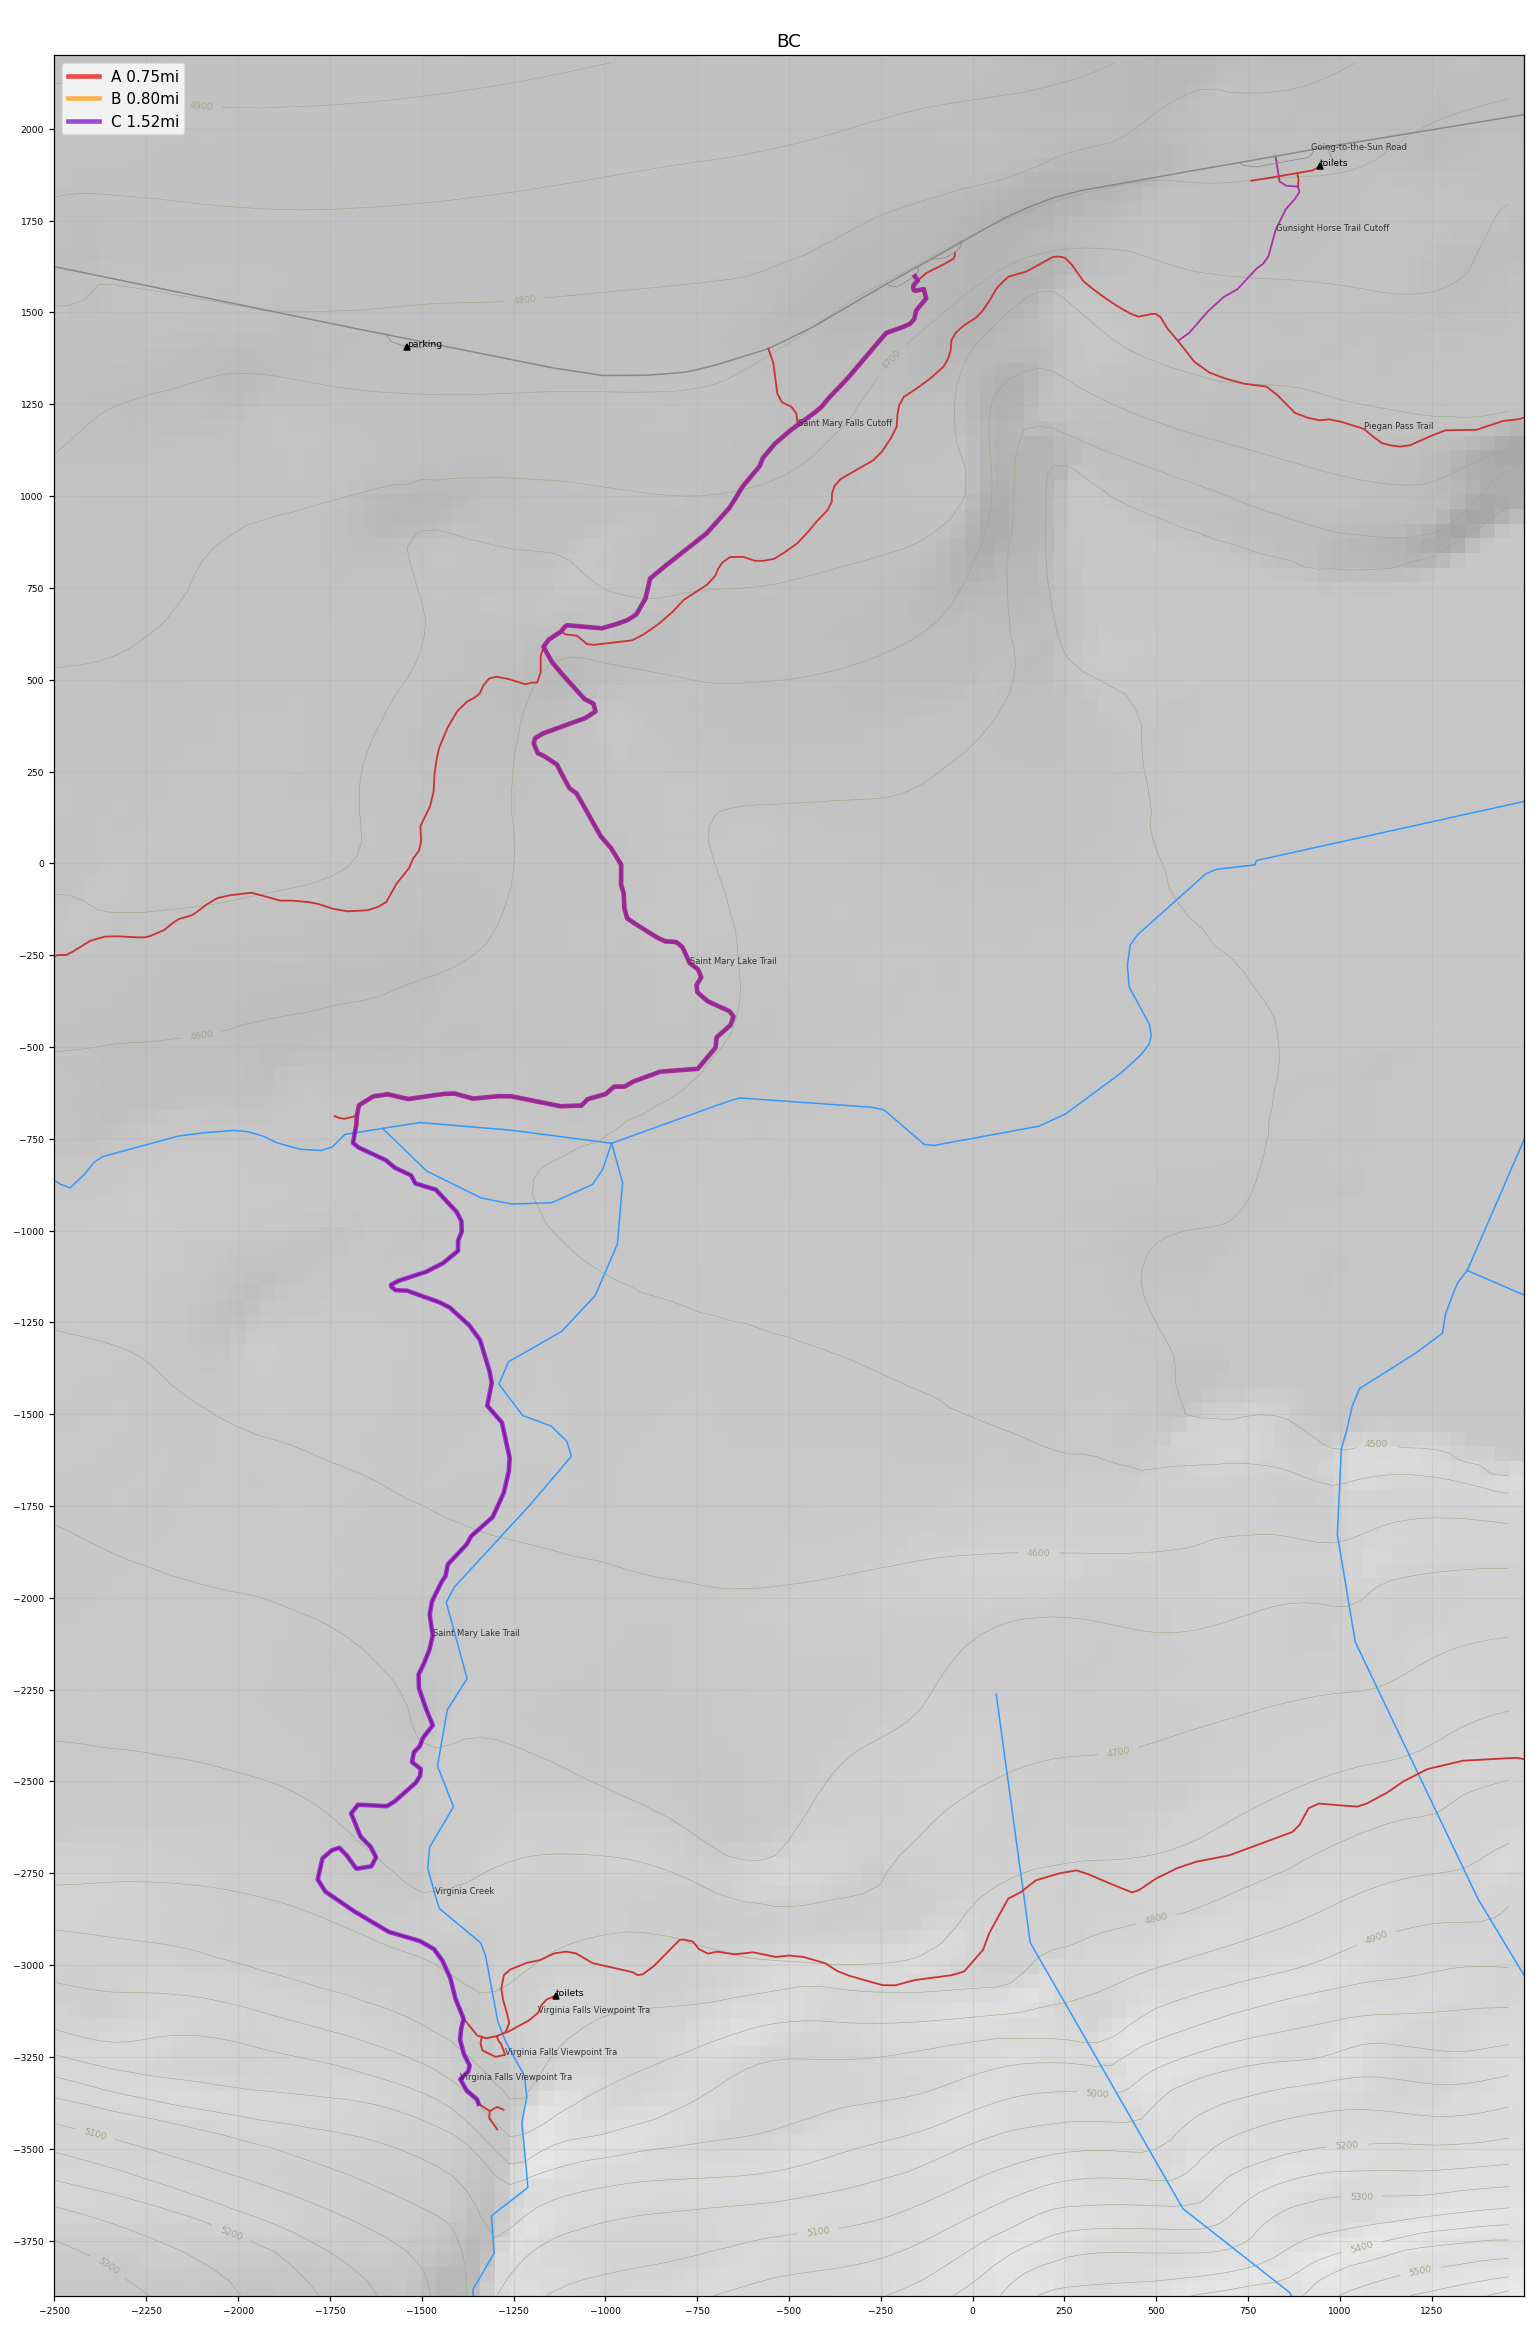 BC
A 0.75mi
B 0.80mi
C 1.52mi
4900
Going-to-the-Sun Road
toilets
Gunsight Horse Trail Cutoff
4800
parking
4700
Saint Mary Falls Cutoff
Piegan Pass Trail
Saint Mary Lake Trail
4600
4500
4600
Saint Mary Lake Trail
4700
Virginia Creek
4800
4900
toilets
Virginia Falls Viewpoint Tra
Virginia Falls Viewpoint Tra
Virginia Falls Viewpoint Tra
5000
5100
5200
5300
5200
5100
5300
5400
5500
2000
1750
1500
1250
1000
750
500
250
0
−250
−500
−750
−1000
−1250
−1500
−1750
−2000
−2250
−2500
−2750
−3000
−3250
−3500
−3750
−2500 −2250 −2000 −1750 −1500 −1250 −1000 −750 −500 −250 0 250 500 750 1000 1250